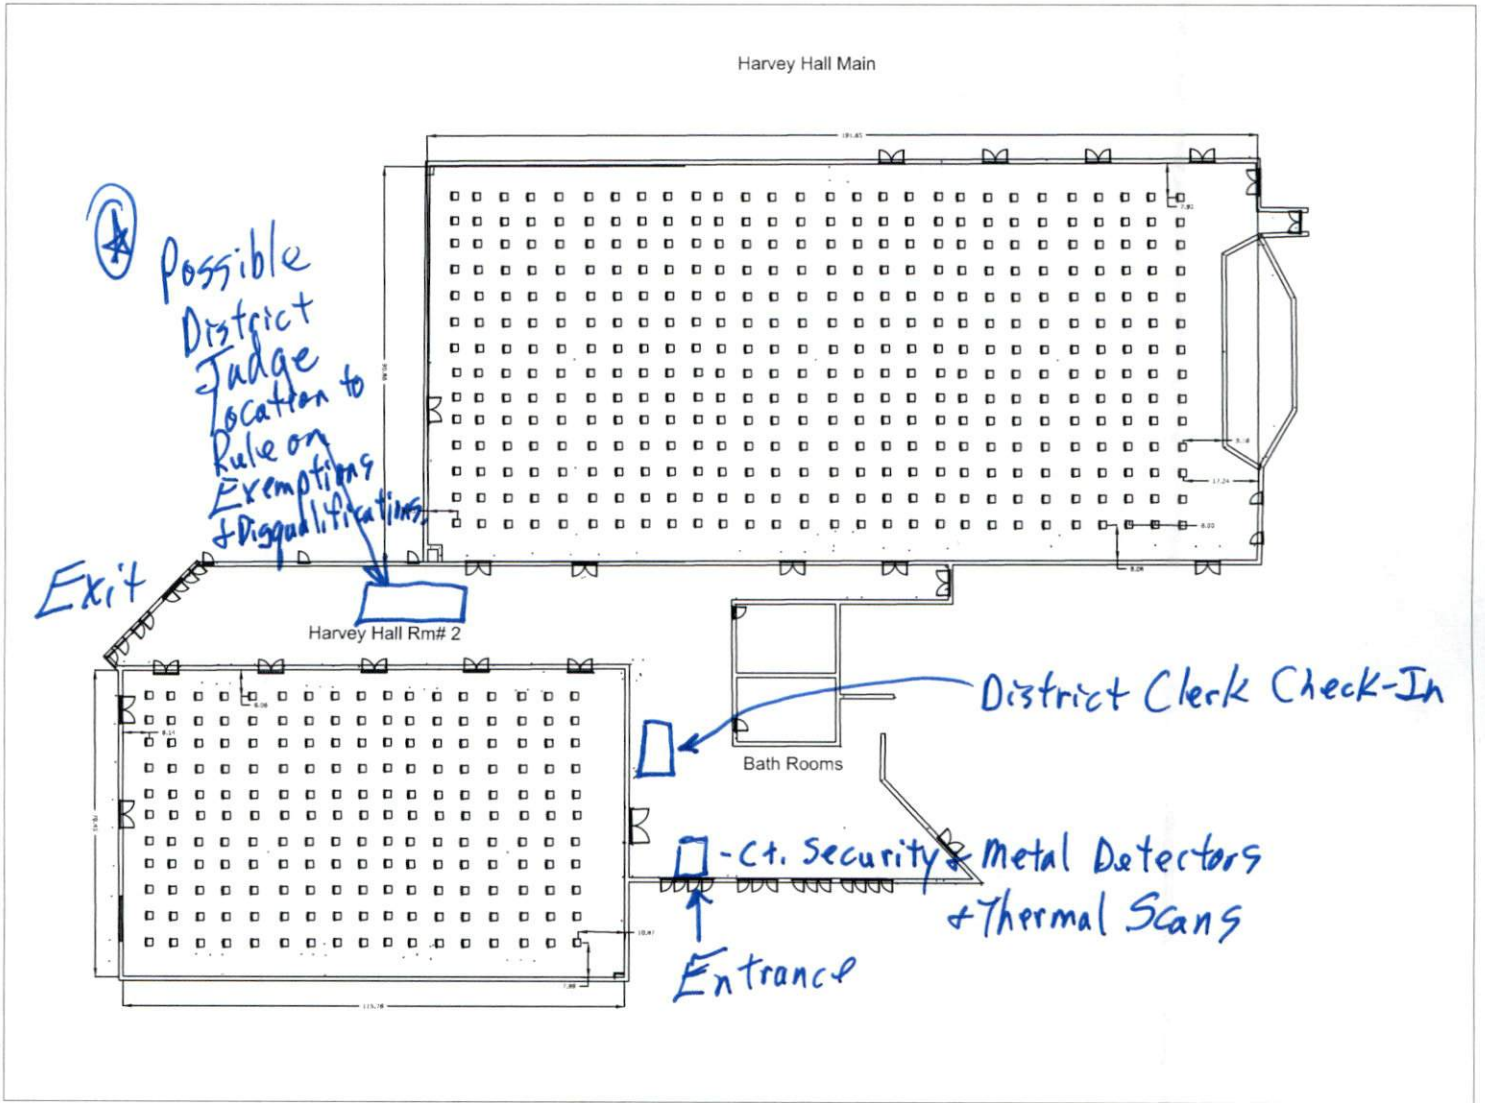 Harvey Hall Main
Possible
District
Judge
Location to
Rule on
Exemptions
& Disqualifications.
Exit
Harvey Hall Rm# 2
District Clerk Check-In
Bath Rooms
-Ct. Security & Metal Detectors
& Thermal Scans
Entrance